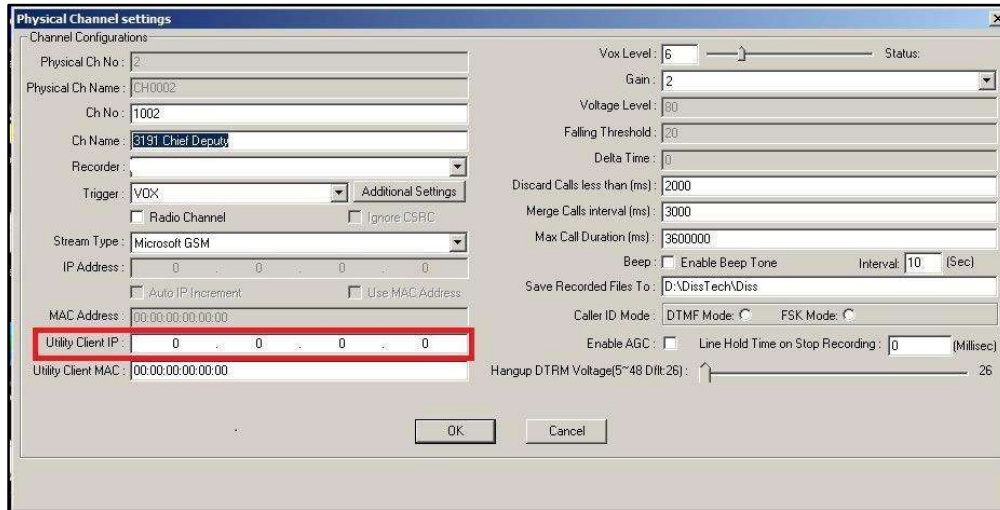 Physical Channel settings
Channel Configurations
Physical Ch No : 2
Physical Ch Name : CH0002
Ch No : 1002
Ch Name : 3191 Chief Deputy
Recorder :
Trigger : VOX Additional Settings
Radio Channel Ignore CSRC
Stream Type : Microsoft GSM
IP Address : 0 . 0 . 0 . 0
Auto IP Increment Use MAC Address
MAC Address : 00:00:00:00:00:00
Utility Client IP : 0 . 0 . 0 . 0
Utility Client MAC : 00:00:00:00:00:00
Vox Level : 6 Status:
Gain : 2
Voltage Level : 80
Falling Threshold : 20
Delta Time : 0
Discard Calls less than (ms) : 2000
Merge Calls interval (ms) : 3000
Max Call Duration (ms) : 3600000
Beep : Enable Beep Tone Interval: 10 (Sec)
Save Recorded Files To : D:\DissTech\Diss
Caller ID Mode : DTMF Mode: FSK Mode:
Enable AGC : Line Hold Time on Stop Recording : 0 (Millisec)
Hangup DTRM Voltage(5~48 Dflt:26) : 26
OK Cancel